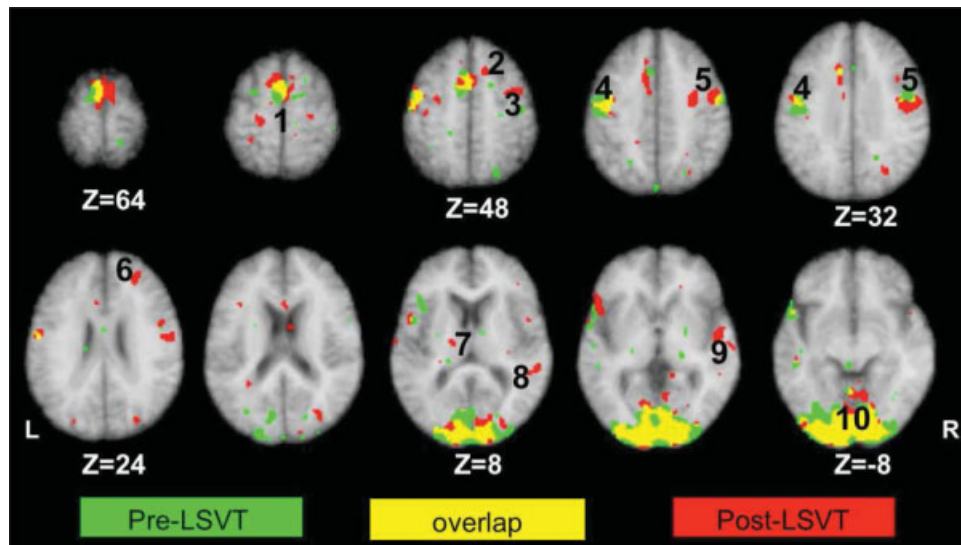 1
2
3
4
5
4
5
Z=64
Z=48
Z=32
6
7
8
9
10
L
R
Z=24
Z=8
Z=-8
Pre-LSVT
overlap
Post-LSVT